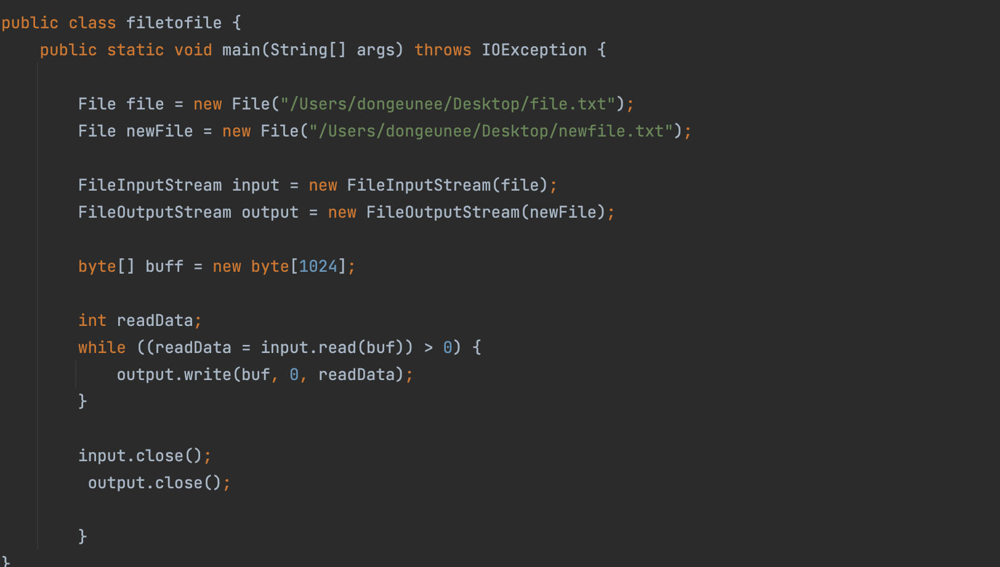 public class filetofile {
    public static void main(String[] args) throws IOException {
        File file = new File("/Users/dongeunee/Desktop/file.txt");
        File newFile = new File("/Users/dongeunee/Desktop/newfile.txt");
        FileInputStream input = new FileInputStream(file);
        FileOutputStream output = new FileOutputStream(newFile);
        byte[] buff = new byte[1024];
        int readData;
        while ((readData = input.read(buf)) > 0) {
            output.write(buf, 0, readData);
        }
        input.close();
         output.close();
        }
}